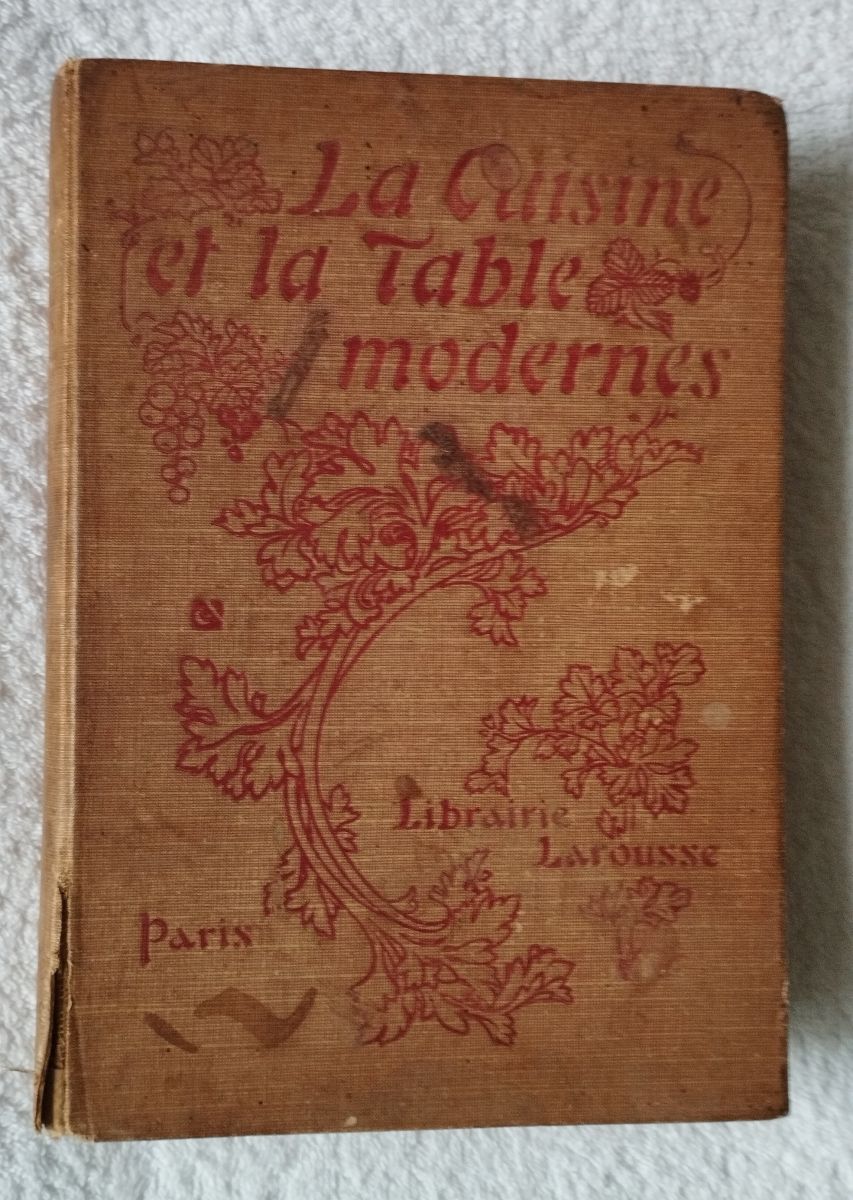 La Cuisine
et la Table
modernes
Librairie
Larousse
Paris